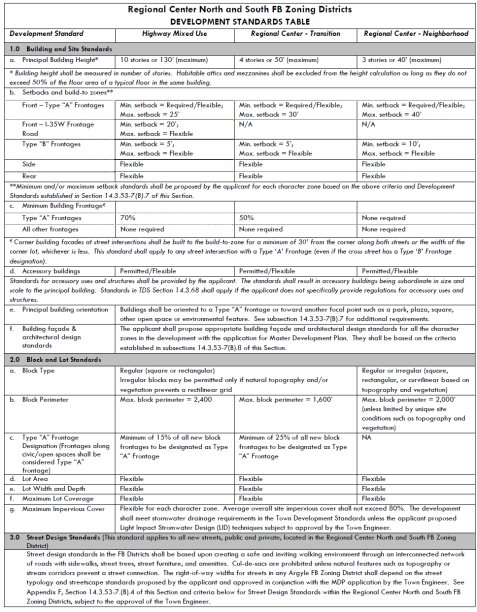 Regional Center North and South FB Zoning Districts
DEVELOPMENT STANDARDS TABLE
Development Standard Highway Mixed Use Regional Center - Transition Regional Center - Neighborhood
1.0 Building and Site Standards
a. Principal Building Height* 10 stories or 130' (maximum) 4 stories or 50' (maximum) 3 stories or 40' (maximum)
* Building height shall be measured in number of stories. Habitable attics and mezzanines shall be excluded from the height calculation as long as they do not
exceed 50% of the floor area of a typical floor in the same building.
b. Setbacks and build-to zones**
Front – Type "A" Frontages Min. setback = Required/Flexible; Min. setback = Required/Flexible; Min. setback = Required/Flexible;
Max. setback = 25' Max. setback = 30' Max. setback = 40'
Front – I-35W Frontage Min. setback = 20'; N/A N/A
Road Max. setback = Flexible
Type "B" Frontages Min. setback = 5'; Min. setback = 5'; Min. setback = 10';
Max. setback = Flexible Max. setback = Flexible Max. setback = Flexible
Side Flexible Flexible Flexible
Rear Flexible Flexible Flexible
**Minimum and/or maximum setback standards shall be proposed by the applicant for each character zone based on the above criteria and Development
Standards established in Section 14.3.53-7(B).7 of this Section.
c. Minimum Building Frontage€
Type "A" Frontages 70% 50% None required
All other frontages None required None required None required
€ Corner building facades at street intersections shall be built to the build-to-zone for a minimum of 30' from the corner along both streets or the width of the
corner lot, whichever is less. This standard shall apply to any street intersection with a Type 'A' Frontage (even if the cross street has a Type 'B' Frontage
designation).
d. Accessory buildings Permitted/Flexible Permitted/Flexible Permitted/Flexible
Standards for accessory uses and structures shall be provided by the applicant. The standards shall result in accessory buildings being subordinate in size and
scale to the principal building. Standards in TDS Section 14.3.68 shall apply if the applicant does not specifically provide regulations for accessory uses and
structures.
e. Principal building orientation Buildings shall be oriented to a Type "A" frontage or toward another focal point such as a park, plaza, square,
other open space or environmental feature. See subsection 14.3.53-7(B).7 for additional requirements.
f. Building façade & The applicant shall propose appropriate building façade and architectural design standards for all the character
architectural design zones in the development with the application for Master Development Plan. They shall be based on the criteria
standards established in subsections 14.3.53-7(B).8 of this Section.
2.0 Block and Lot Standards
a. Block Type Regular (square or rectangular) Regular or irregular (square,
Irregular blocks may be permitted only if natural topography and/or rectangular, or curvilinear based on
vegetation prevents a rectilinear grid topography and vegetation)
b. Block Perimeter Max. block perimeter = 2,400 Max. block perimeter = 1,600' Max. block perimeter = 2,000'
(unless limited by unique site
conditions such as topography and
vegetation)
c. Type "A" Frontage Minimum of 15% of all new block Minimum of 25% of all new block NA
Designation (Frontages along frontages to be designated as Type frontages to be designated as Type
civic/open spaces shall be "A" Frontage "A" Frontage
considered Type "A"
frontage)
d. Lot Area Flexible Flexible Flexible
e. Lot Width and Depth Flexible Flexible Flexible
f. Maximum Lot Coverage Flexible Flexible Flexible
g. Maximum Impervious Cover Flexible for each character zone. Average overall site impervious cover shall not exceed 80%. The development
shall meet stormwater drainage requirements in the Town Development Standards unless the applicant proposed
Light Impact Stormwater Design (LID) techniques subject to approval by the Town Engineer.
3.0 Street Design Standards (This standard applies to all new streets, public and private, located in the Regional Center North and South FB Zoning
District)
Street design standards in the FB Districts shall be based upon creating a safe and inviting walking environment through an interconnected network
of roads with sidewalks, street trees, street furniture, and amenities. Cul-de-sacs are prohibited unless natural features such as topography or
stream corridors prevent a street connection. The right-of-way widths for streets in any Argyle FB Zoning District shall depend on the street
typology and streetscape standards proposed by the applicant and approved in conjunction with the MDP application by the Town Engineer. See
Appendix F, Section 14.3.53-7(B).4 of this Section and criteria below for Street Design Standards within the Regional Center North and South FB
Zoning Districts, subject to the approval of the Town Engineer.